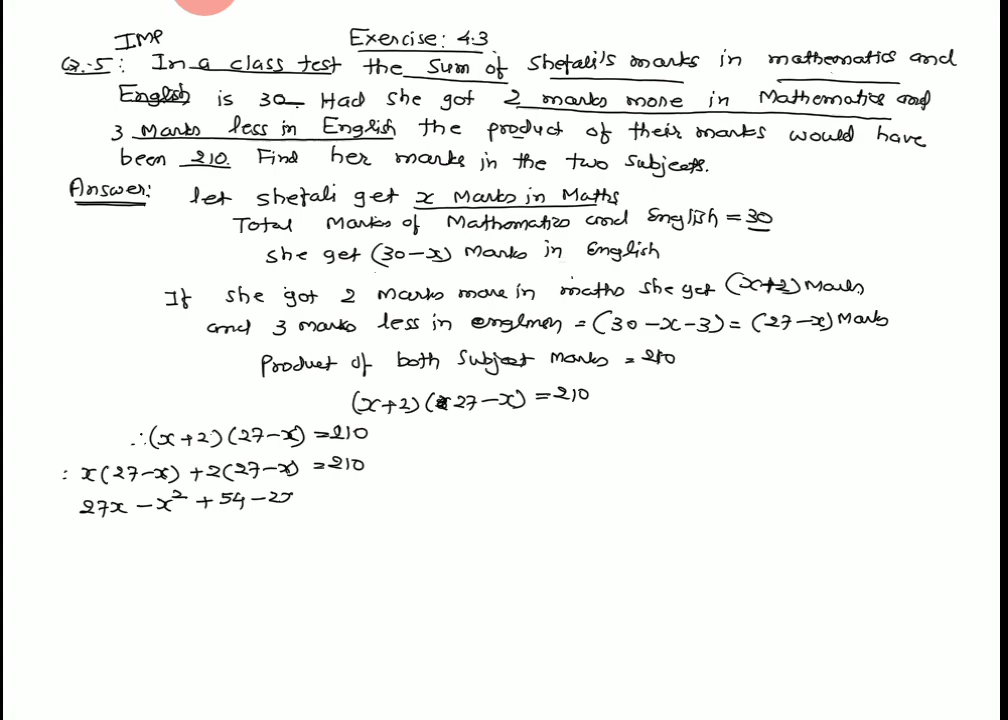 IMP
Exercise: 4.3
Q.5: In a class test the sum of Shefali's marks in mathematics and
English is 30. Had she got 2 marks more in Mathematics and
3 Marks less in English the product of their marks would have
been 210. Find her marks in the two subjects.
Answer: let shefali get x Marks in Maths
Total Marks of Mathematics and English = 30
She get (30-x) Marks in English
If she got 2 marks more in maths she get (x+2) Marks
and 3 marks less in = (30-x-3) = (27-x) Marks
Product of both Subject marks = 210
(x+2) (27-x) = 210
∴ (x+2) (27-x) = 210
: x(27-x) + 2(27-x) = 210
27x - x² + 54 - 2x